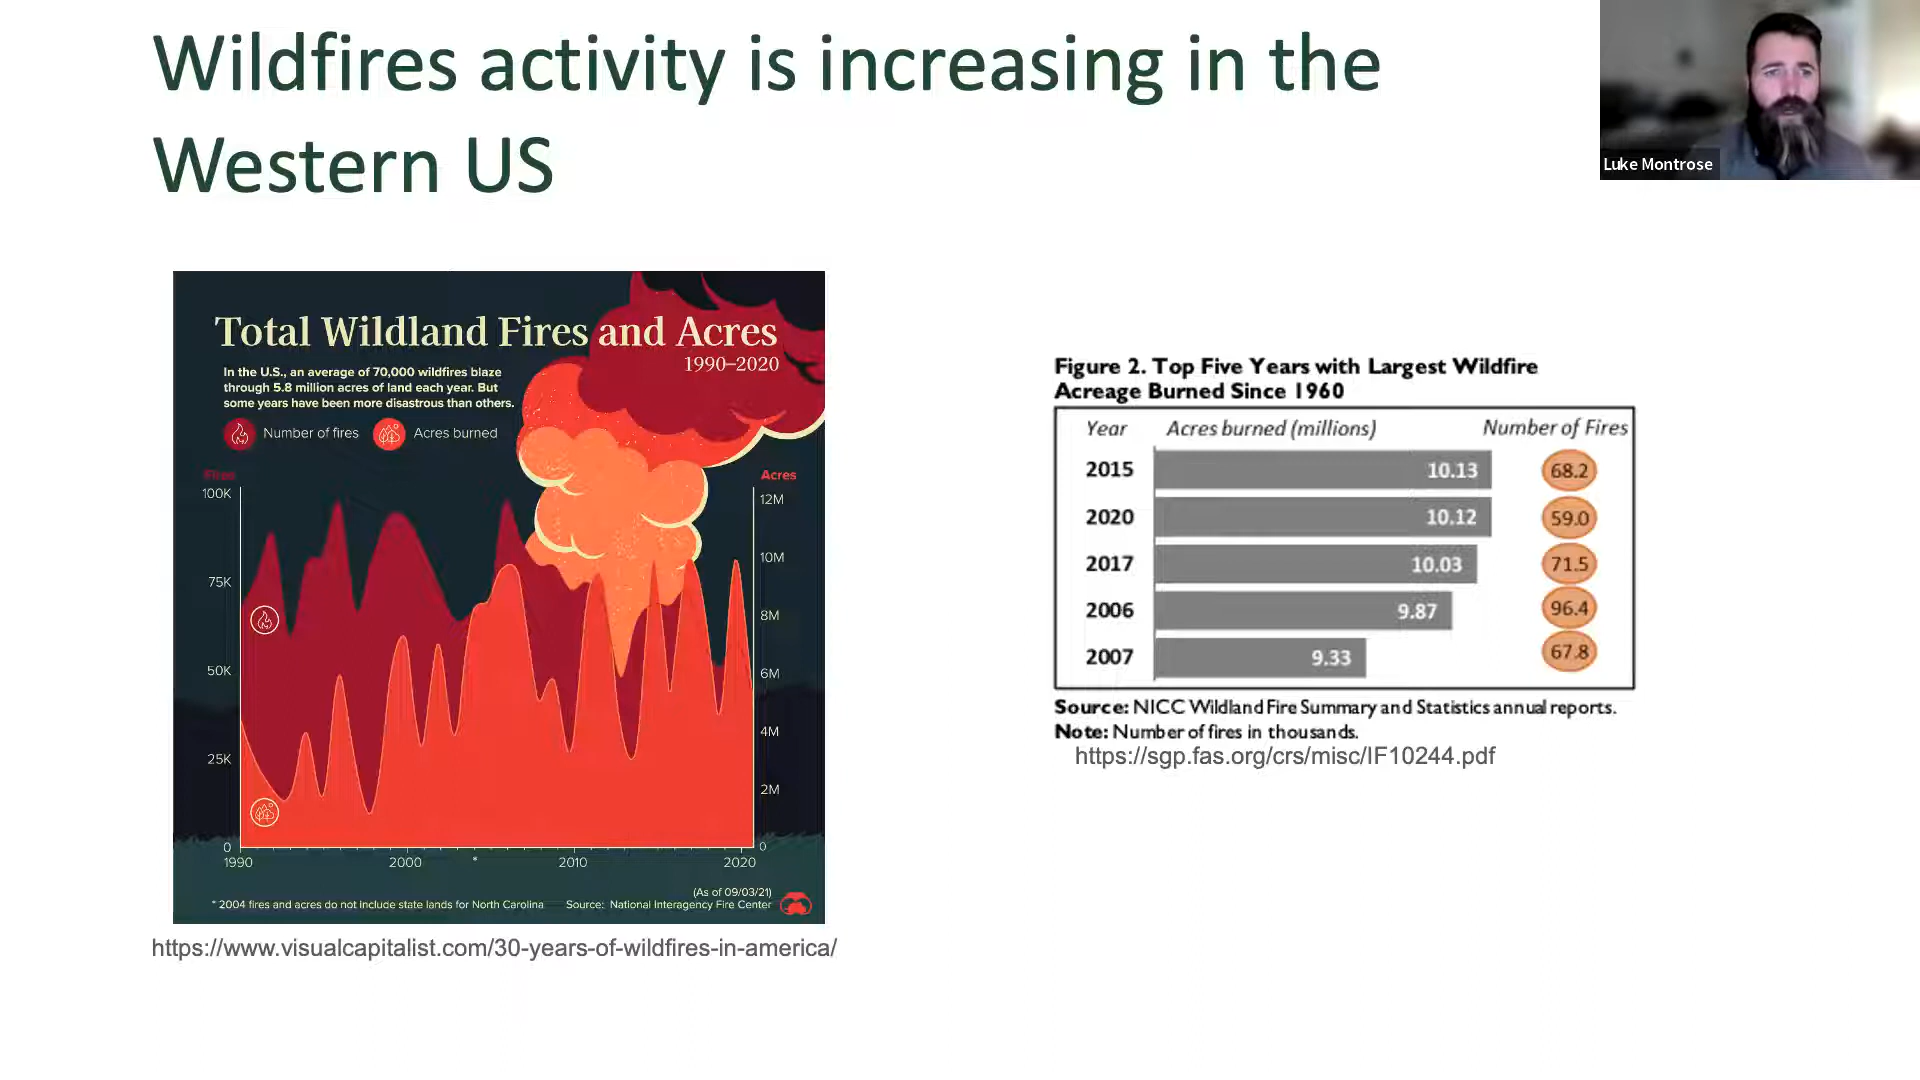 Wildfires activity is increasing in the
Western US
Luke Montrose
Total Wildland Fires and Acres
1990–2020
In the U.S., an average of 70,000 wildfires blaze
through 5.8 million acres of land each year. But
some years have been more disastrous than others.
Number of fires
Acres burned
Fires
Acres
100K
75K
50K
25K
0
12M
10M
8M
6M
4M
2M
0
1990
2000
*
2010
2020
(As of 09/03/21)
* 2004 fires and acres do not include state lands for North Carolina
Source: National Interagency Fire Center
https://www.visualcapitalist.com/30-years-of-wildfires-in-america/
Figure 2. Top Five Years with Largest Wildfire
Acreage Burned Since 1960
Year Acres burned (millions) Number of Fires
2015 10.13 68.2
2020 10.12 59.0
2017 10.03 71.5
2006 9.87 96.4
2007 9.33 67.8
Source: NICC Wildland Fire Summary and Statistics annual reports.
Note: Number of fires in thousands.
https://sgp.fas.org/crs/misc/IF10244.pdf